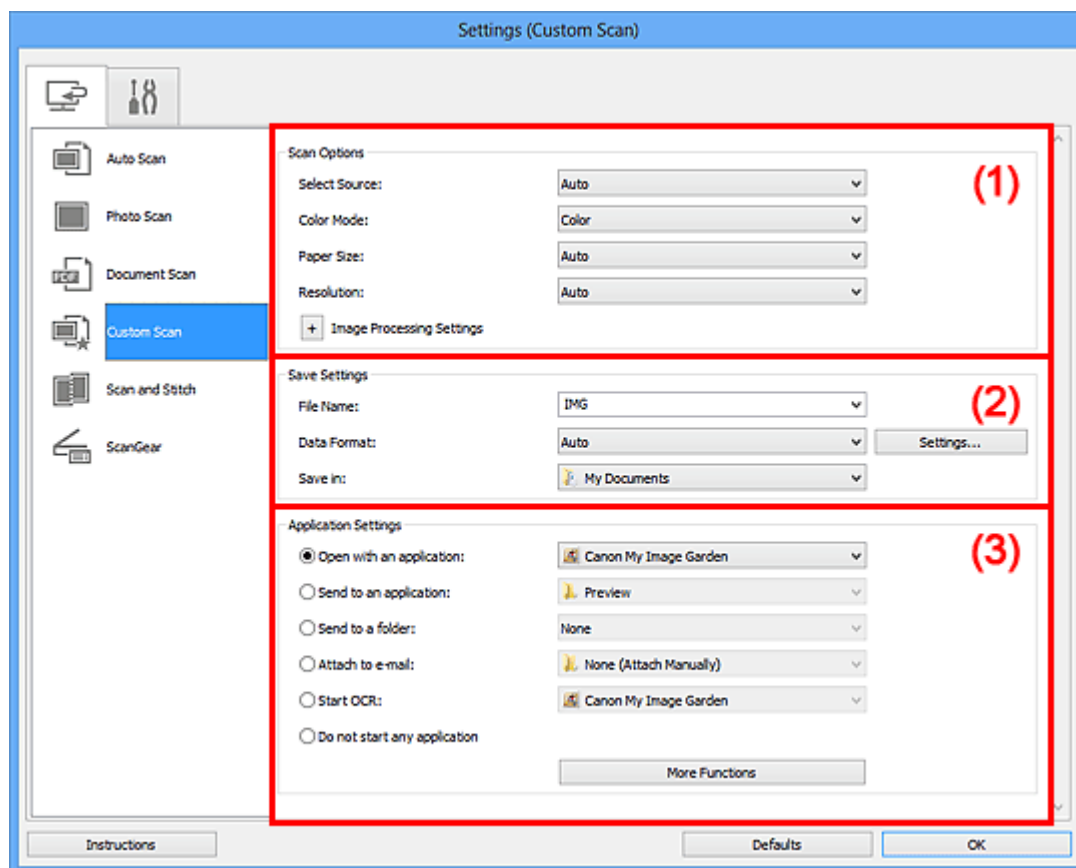 Settings (Custom Scan)
Auto Scan
Photo Scan
Document Scan
Custom Scan
Scan and Stitch
ScanGear
Scan Options
(1)
Select Source: Auto
Color Mode: Color
Paper Size: Auto
Resolution: Auto
+ Image Processing Settings
Save Settings
(2)
File Name: IMG
Data Format: Auto Settings...
Save in: My Documents
Application Settings
(3)
Open with an application: Canon My Image Garden
Send to an application: Preview
Send to a folder: None
Attach to e-mail: None (Attach Manually)
Start OCR: Canon My Image Garden
Do not start any application
More Functions
Instructions Defaults OK